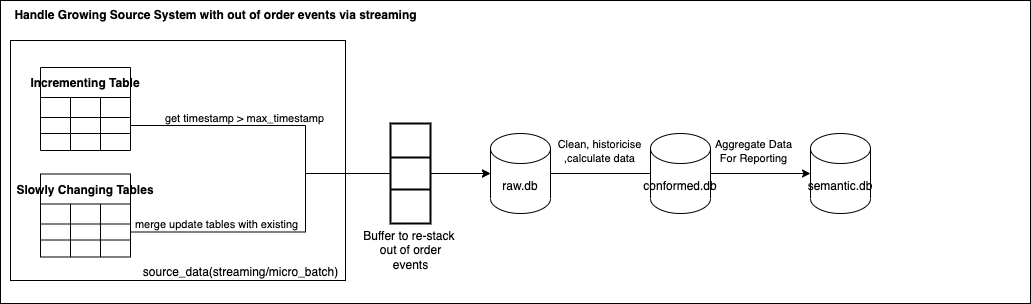 Handle Growing Source System with out of order events via streaming
Incrementing Table
get timestamp > max_timestamp
Slowly Changing Tables
merge update tables with existing
source_data(streaming/micro_batch)
Buffer to re-stack
out of order
events
raw.db
Clean, historicise
,calculate data
conformed.db
Aggregate Data
For Reporting
semantic.db